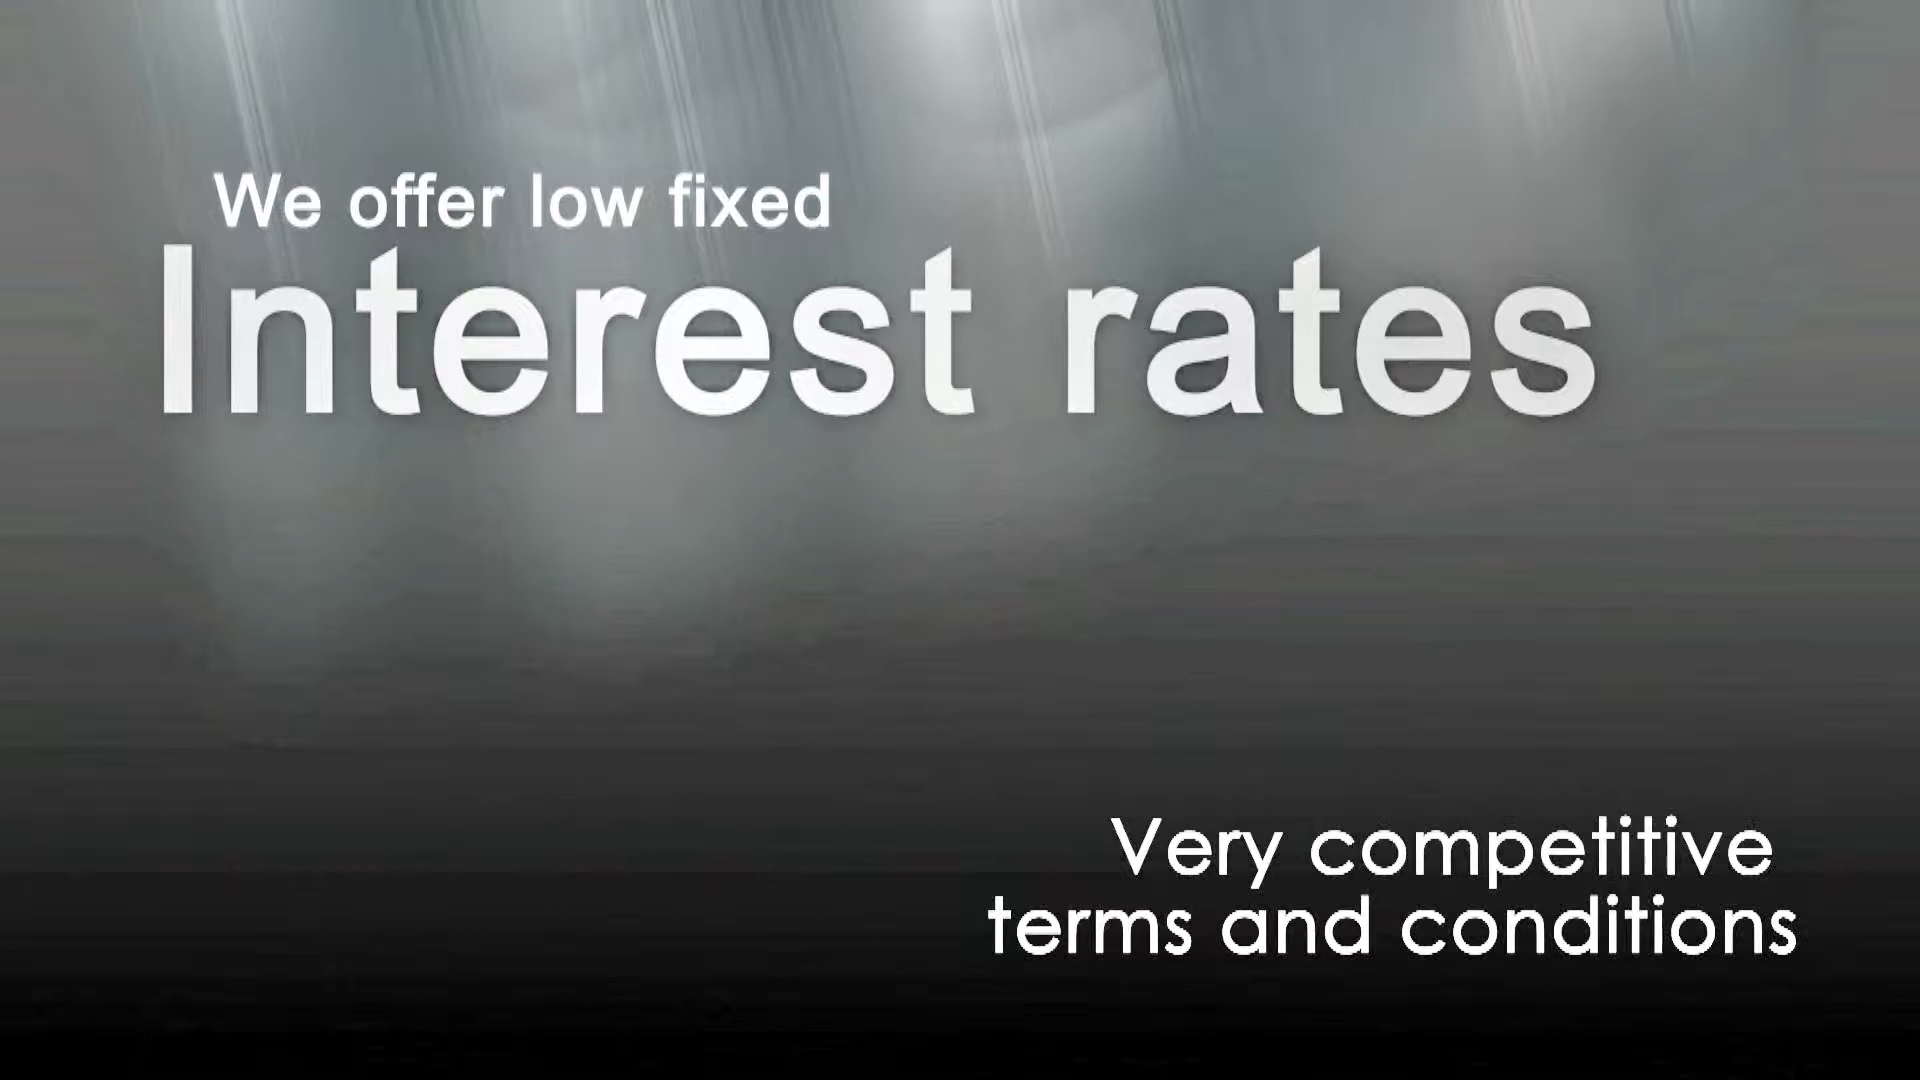 We offer low fixed
Interest rates
Very competitive
terms and conditions